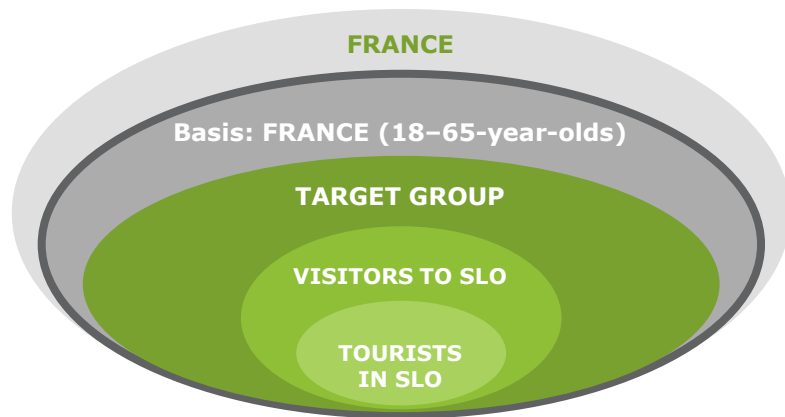 FRANCE
Basis: FRANCE (18–65-year-olds)
TARGET GROUP
VISITORS TO SLO
TOURISTS
IN SLO